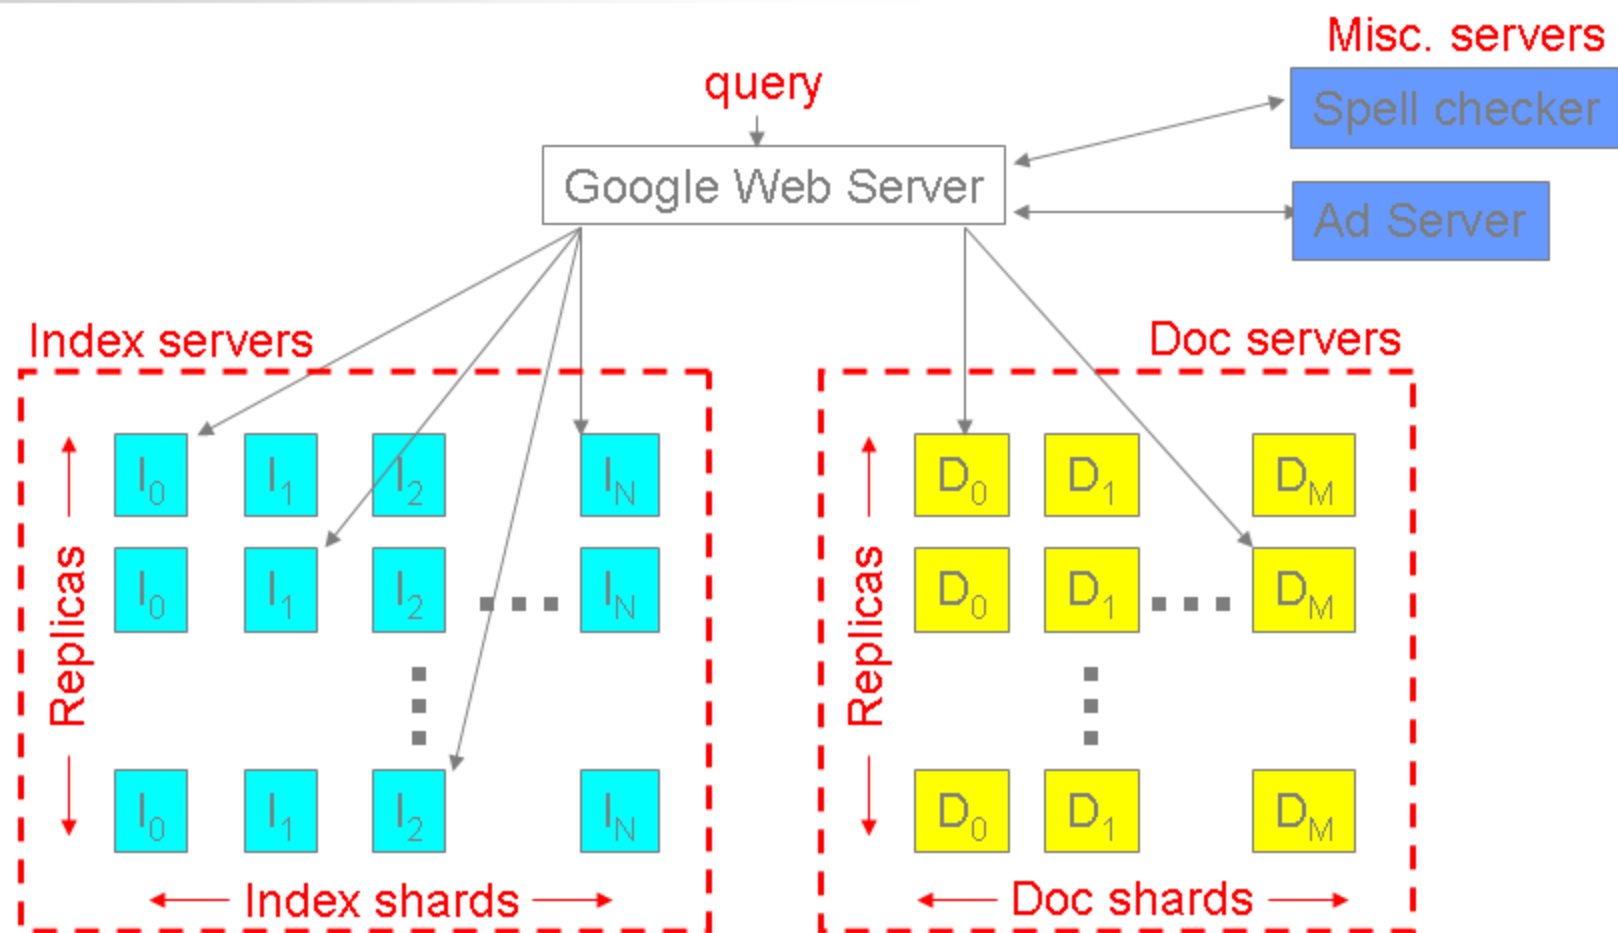 Misc. servers
query
Spell checker
Google Web Server
Ad Server
Index servers
Doc servers
Replicas
I0 I1 I2 IN
I0 I1 I2 IN
I0 I1 I2 IN
Index shards
Replicas
D0 D1 DM
D0 D1 DM
D0 D1 DM
Doc shards